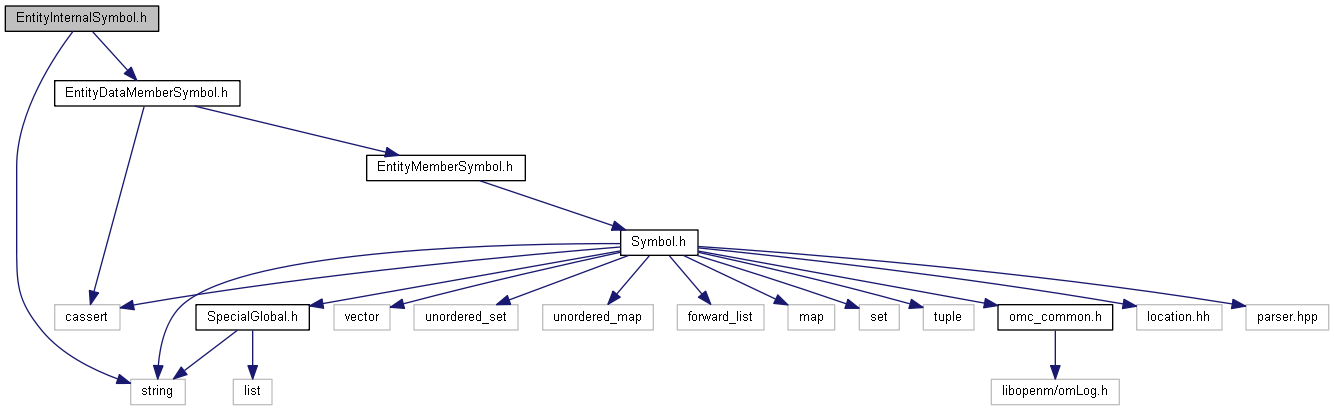 EntityInternalSymbol.h
EntityDataMemberSymbol.h
EntityMemberSymbol.h
Symbol.h
cassert
SpecialGlobal.h
vector
unordered_set
unordered_map
forward_list
map
set
tuple
omc_common.h
location.hh
parser.hpp
string
list
libopenm/omLog.h